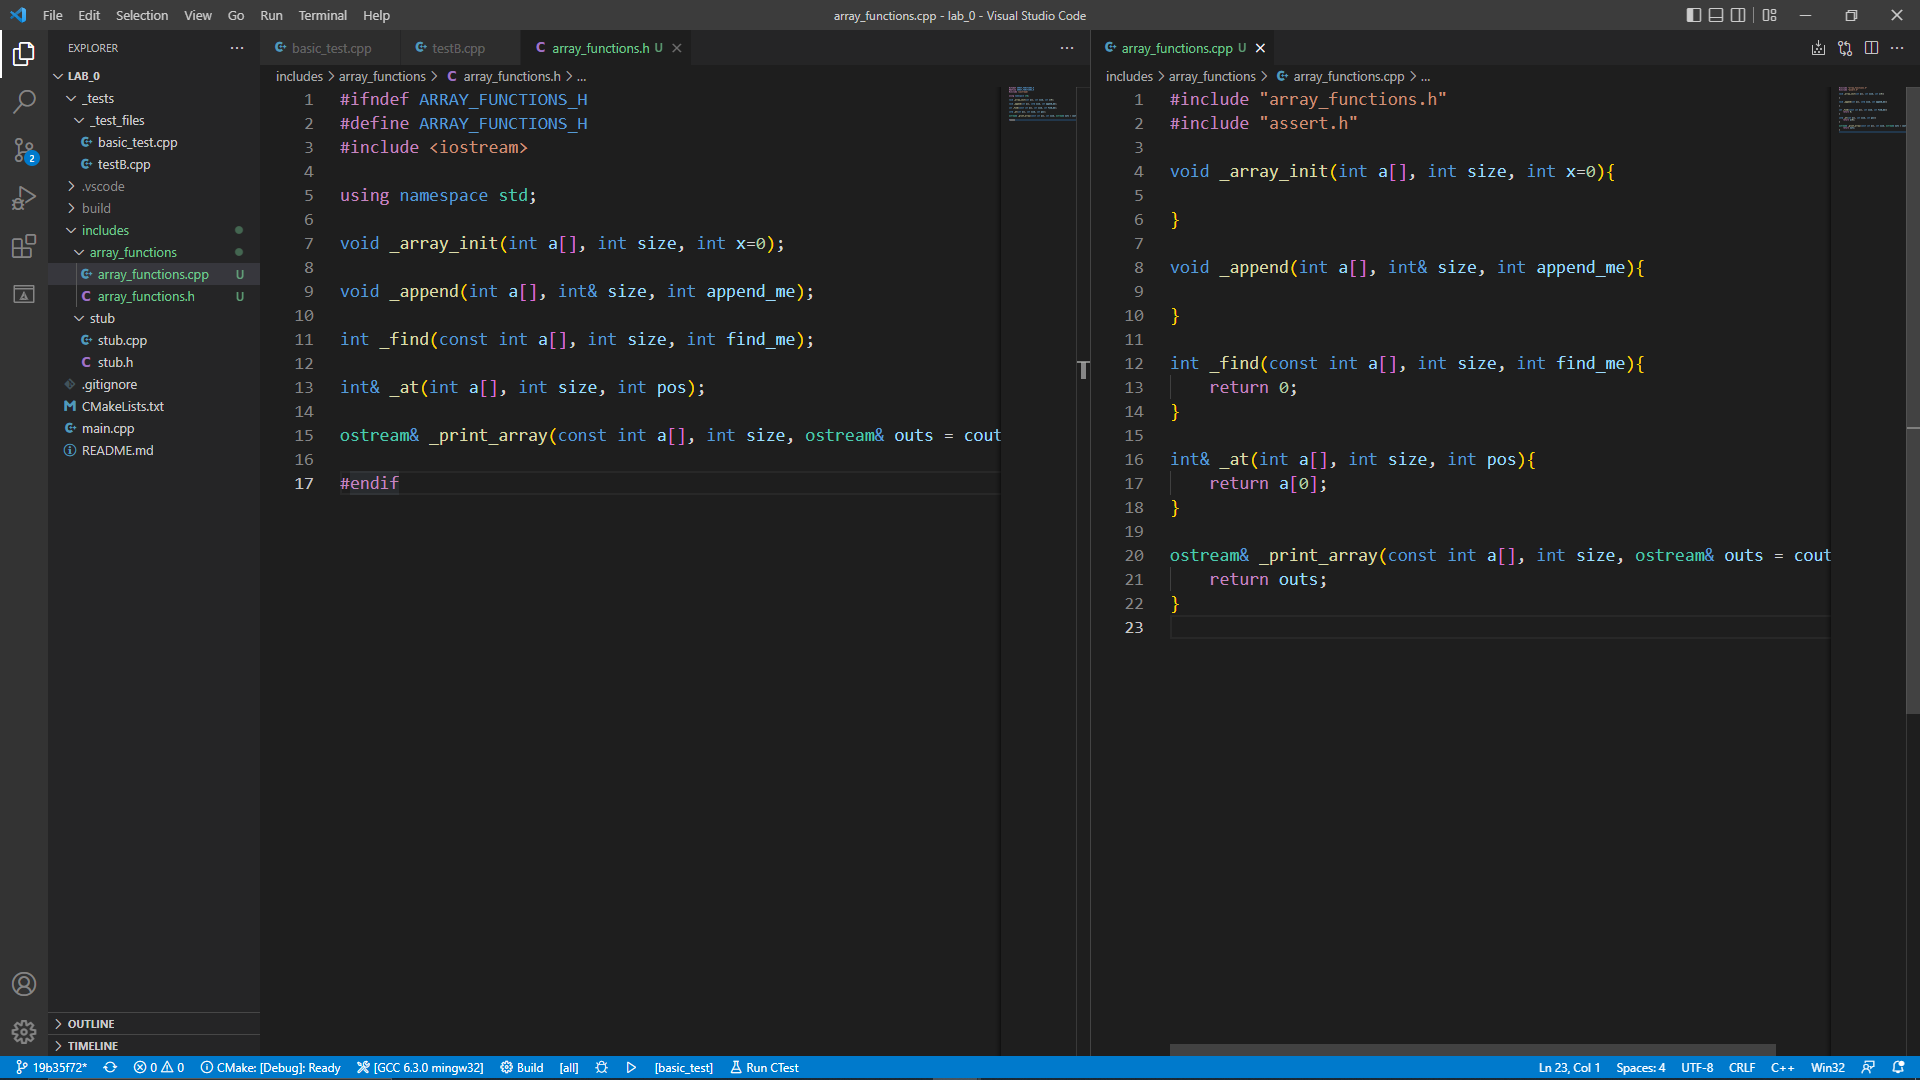 File Edit Selection View Go Run Terminal Help
array_functions.cpp - lab_0 - Visual Studio Code
EXPLORER
LAB_0
_tests
_test_files
basic_test.cpp
testB.cpp
.vscode
build
includes
array_functions
array_functions.cpp U
array_functions.h U
stub
stub.cpp
stub.h
.gitignore
CMakeLists.txt
main.cpp
README.md
OUTLINE
TIMELINE
2
basic_test.cpp testB.cpp array_functions.h U
includes > array_functions > C array_functions.h > ...
1 #ifndef ARRAY_FUNCTIONS_H
2 #define ARRAY_FUNCTIONS_H
3 #include <iostream>
4
5 using namespace std;
6
7 void _array_init(int a[], int size, int x=0);
8
9 void _append(int a[], int& size, int append_me);
10
11 int _find(const int a[], int size, int find_me);
12
13 int& _at(int a[], int size, int pos);
14
15 ostream& _print_array(const int a[], int size, ostream& outs = cout
16
17 #endif
array_functions.cpp U
includes > array_functions > array_functions.cpp > ...
1 #include "array_functions.h"
2 #include "assert.h"
3
4 void _array_init(int a[], int size, int x=0){
5
6 }
7
8 void _append(int a[], int& size, int append_me){
9
10 }
11
12 int _find(const int a[], int size, int find_me){
13     return 0;
14 }
15
16 int& _at(int a[], int size, int pos){
17     return a[0];
18 }
19
20 ostream& _print_array(const int a[], int size, ostream& outs = cout
21     return outs;
22 }
23
19b35f72* 0 0 CMake: [Debug]: Ready [GCC 6.3.0 mingw32] Build [all] [basic_test] Run CTest Ln 23, Col 1 Spaces: 4 UTF-8 CRLF C++ Win32